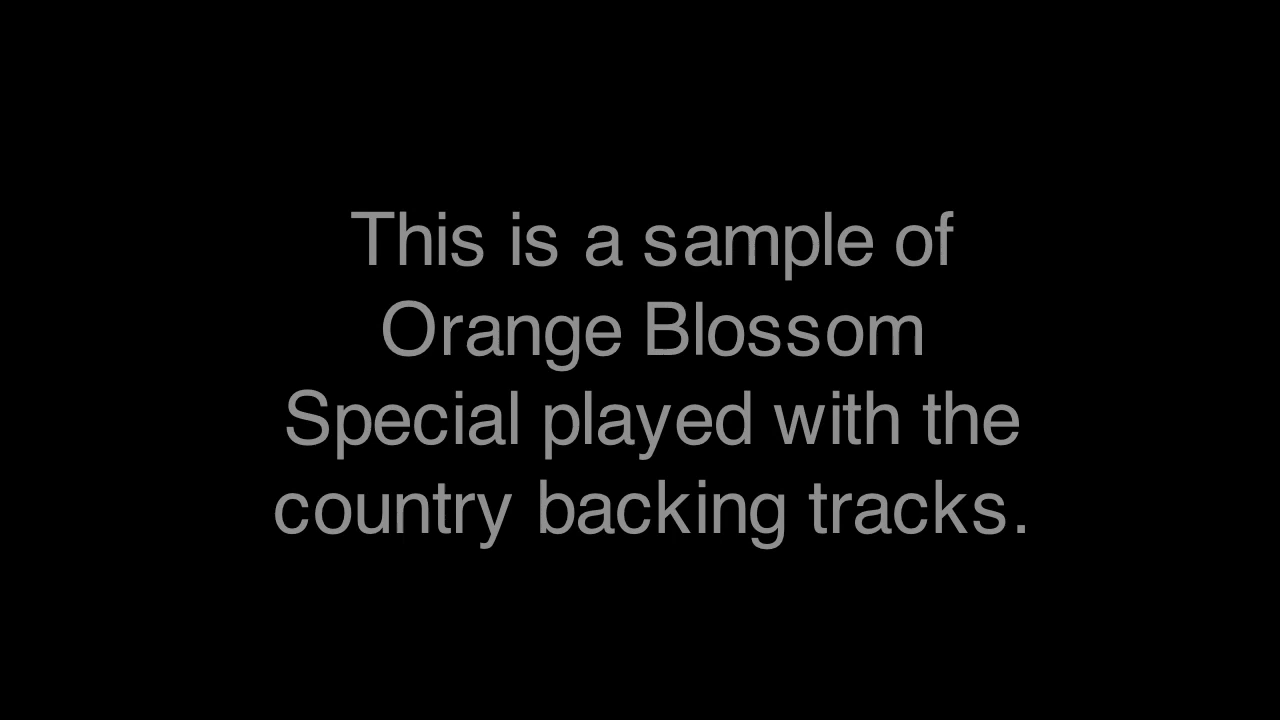 This is a sample of
Orange Blossom
Special played with the
country backing tracks.